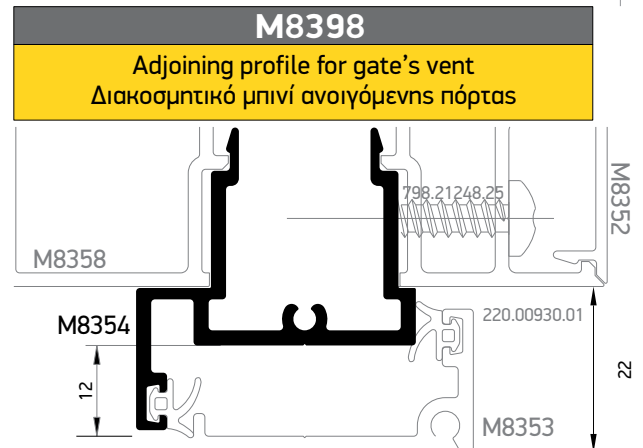 M8398
Adjoining profile for gate's vent
Διακοσμητικό μπινί ανοιγόμενης πόρτας
798.21248.25
M8352
M8358
M8354
220.00930.01
12
22
M8353